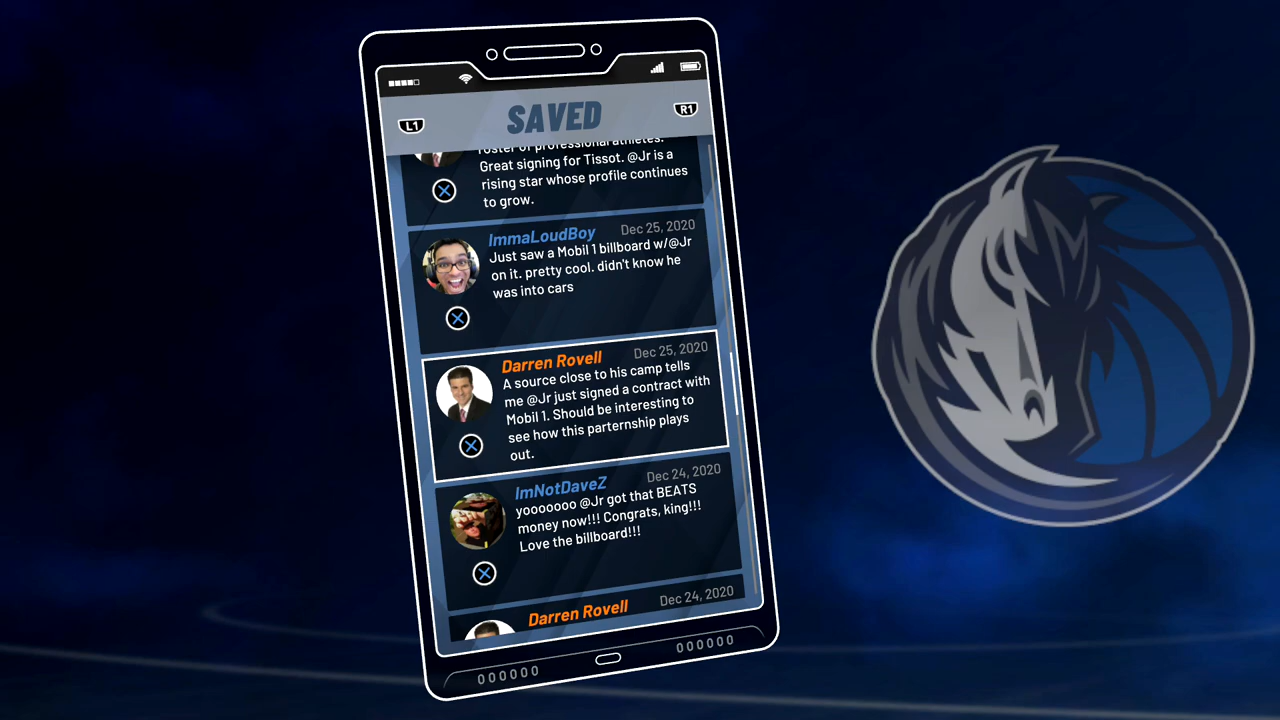 SAVED
L1
R1
roster of professional athletes.
Great signing for Tissot. @Jr is a
rising star whose profile continues
to grow.
ImmaLoudBoy
Dec 25, 2020
Just saw a Mobil 1 billboard w/@Jr
on it. pretty cool. didn't know he
was into cars
Darren Rovell
Dec 25, 2020
A source close to his camp tells
me @Jr just signed a contract with
Mobil 1. Should be interesting to
see how this parternship plays
out.
ImNotDaveZ
Dec 24, 2020
yooooooo @Jr got that BEATS
money now!!! Congrats, king!!!
Love the billboard!!!
Darren Rovell
Dec 24, 2020